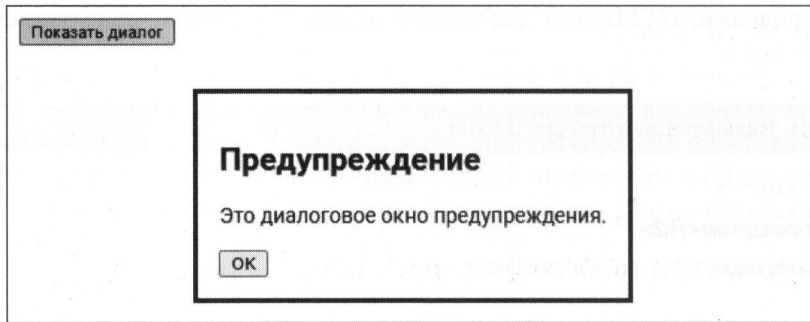 Показать диалог
Предупреждение
Это диалоговое окно предупреждения.
OK